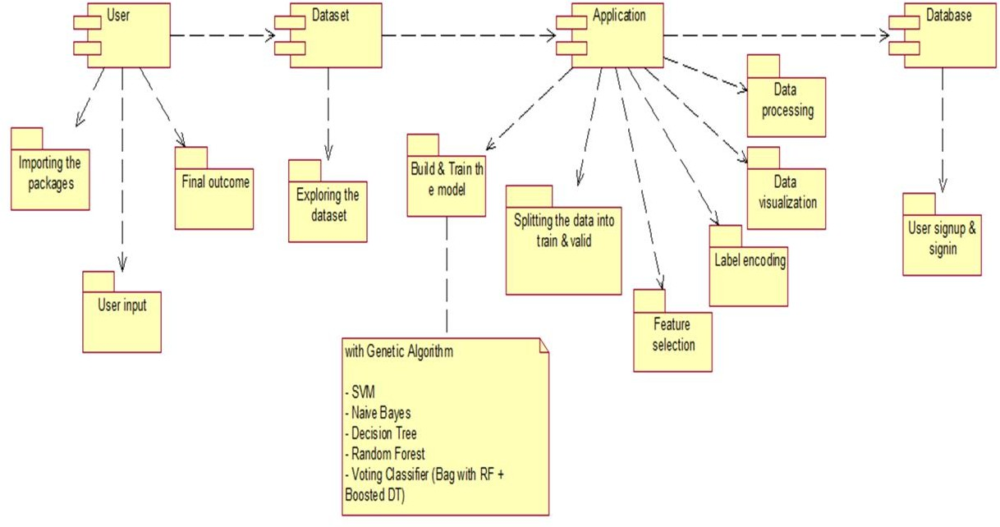 User
Dataset
Application
Database
Data
processing
Importing the
packages
Final outcome
Exploring the
dataset
Build & Train th
e model
Splitting the data into
train & valid
Data
visualization
Label encoding
User signup &
signin
User input
Feature
selection
with Genetic Algorithm
- SVM
- Naive Bayes
- Decision Tree
- Random Forest
- Voting Classifier (Bag with RF +
Boosted DT)